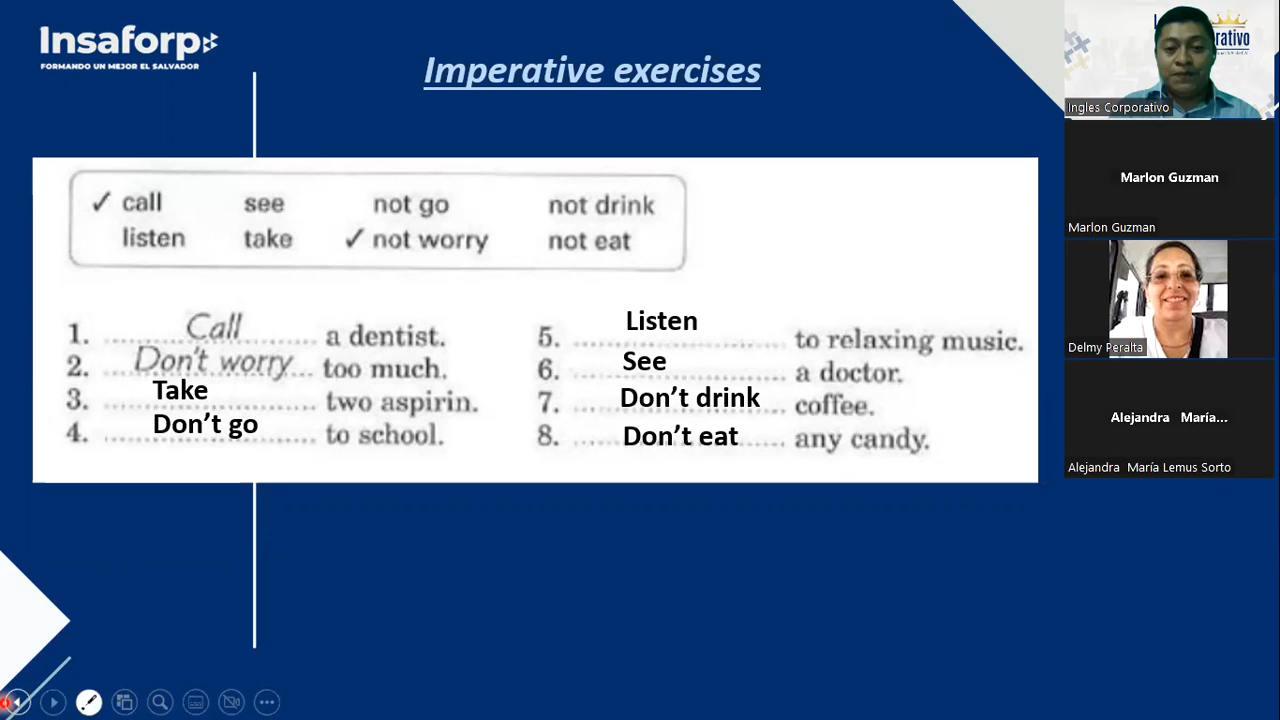 Insaforp
FORMANDO UN MEJOR EL SALVADOR
Imperative exercises
✓ call see not go not drink
listen take ✓ not worry not eat
1. Call a dentist.
2. Don't worry too much.
3. Take two aspirin.
4. Don't go to school.
5. Listen to relaxing music.
6. See a doctor.
7. Don't drink coffee.
8. Don't eat any candy.
Ingles Corporativo
Marlon Guzman
Marlon Guzman
Delmy Peralta
Alejandra María...
Alejandra María Lemus Sorto